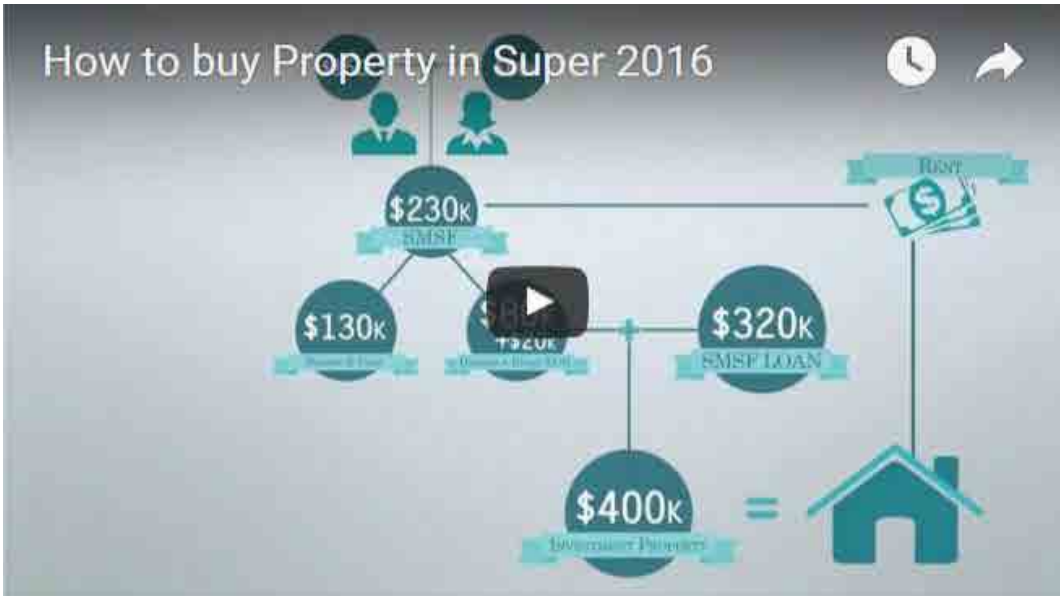 How to buy Property in Super 2016
RENT
$230K
SMSF
$130K
+$20K
$320K
SMSF LOAN
$400K
INVESTMENT PROPERTY